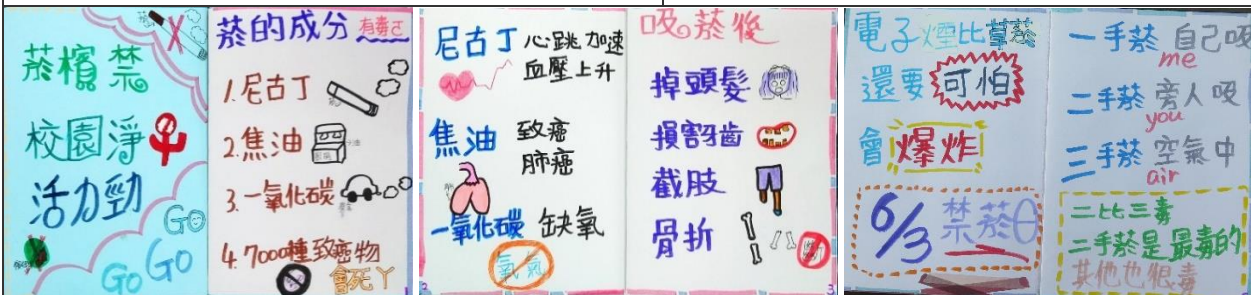 菸檳禁
校園淨
活力勁
GO
GO GO
菸的成分 有毒ㄛ
1.尼古丁
2.焦油
3.一氧化碳
4.7000種致癌物
會死ㄚ
尼古丁 心跳加速
血壓上升
焦油 致癌
肺癌
一氧化碳 缺氧
氧氣
2
吸菸後
掉頭髮
損害牙齒
截肢
骨折
3
電子煙比草菸
還要可怕
會爆炸
6/3禁菸日
一手菸 自己吸
me
二手菸 旁人吸
you
三手菸 空氣中
air
二比三毒
二手菸是最毒的
其他也狠毒